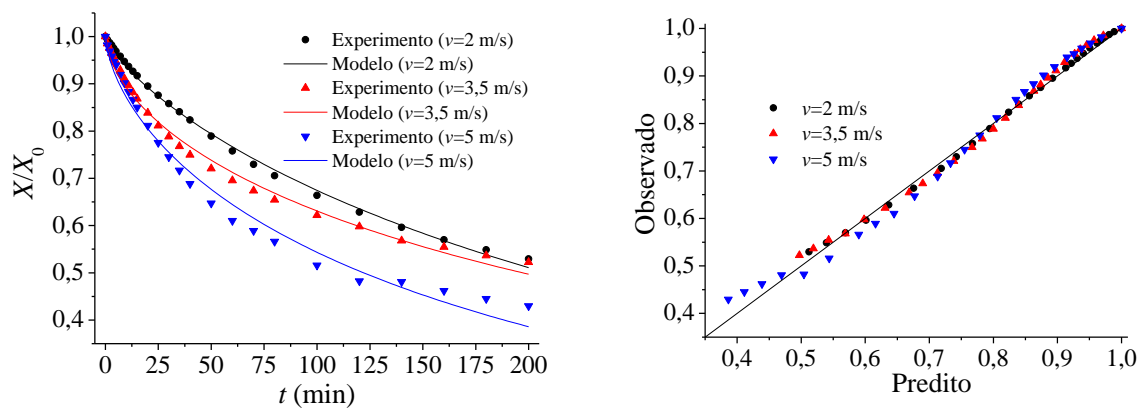 1,0
0,9
0,8
0,7
0,6
0,5
0,4
X/X0
0 25 50 75 100 125 150 175 200
t (min)
Experimento (v=2 m/s)
Modelo (v=2 m/s)
Experimento (v=3,5 m/s)
Modelo (v=3,5 m/s)
Experimento (v=5 m/s)
Modelo (v=5 m/s)
1,0
0,9
0,8
0,7
0,6
0,5
0,4
Observado
0,4 0,5 0,6 0,7 0,8 0,9 1,0
Predito
v=2 m/s
v=3,5 m/s
v=5 m/s